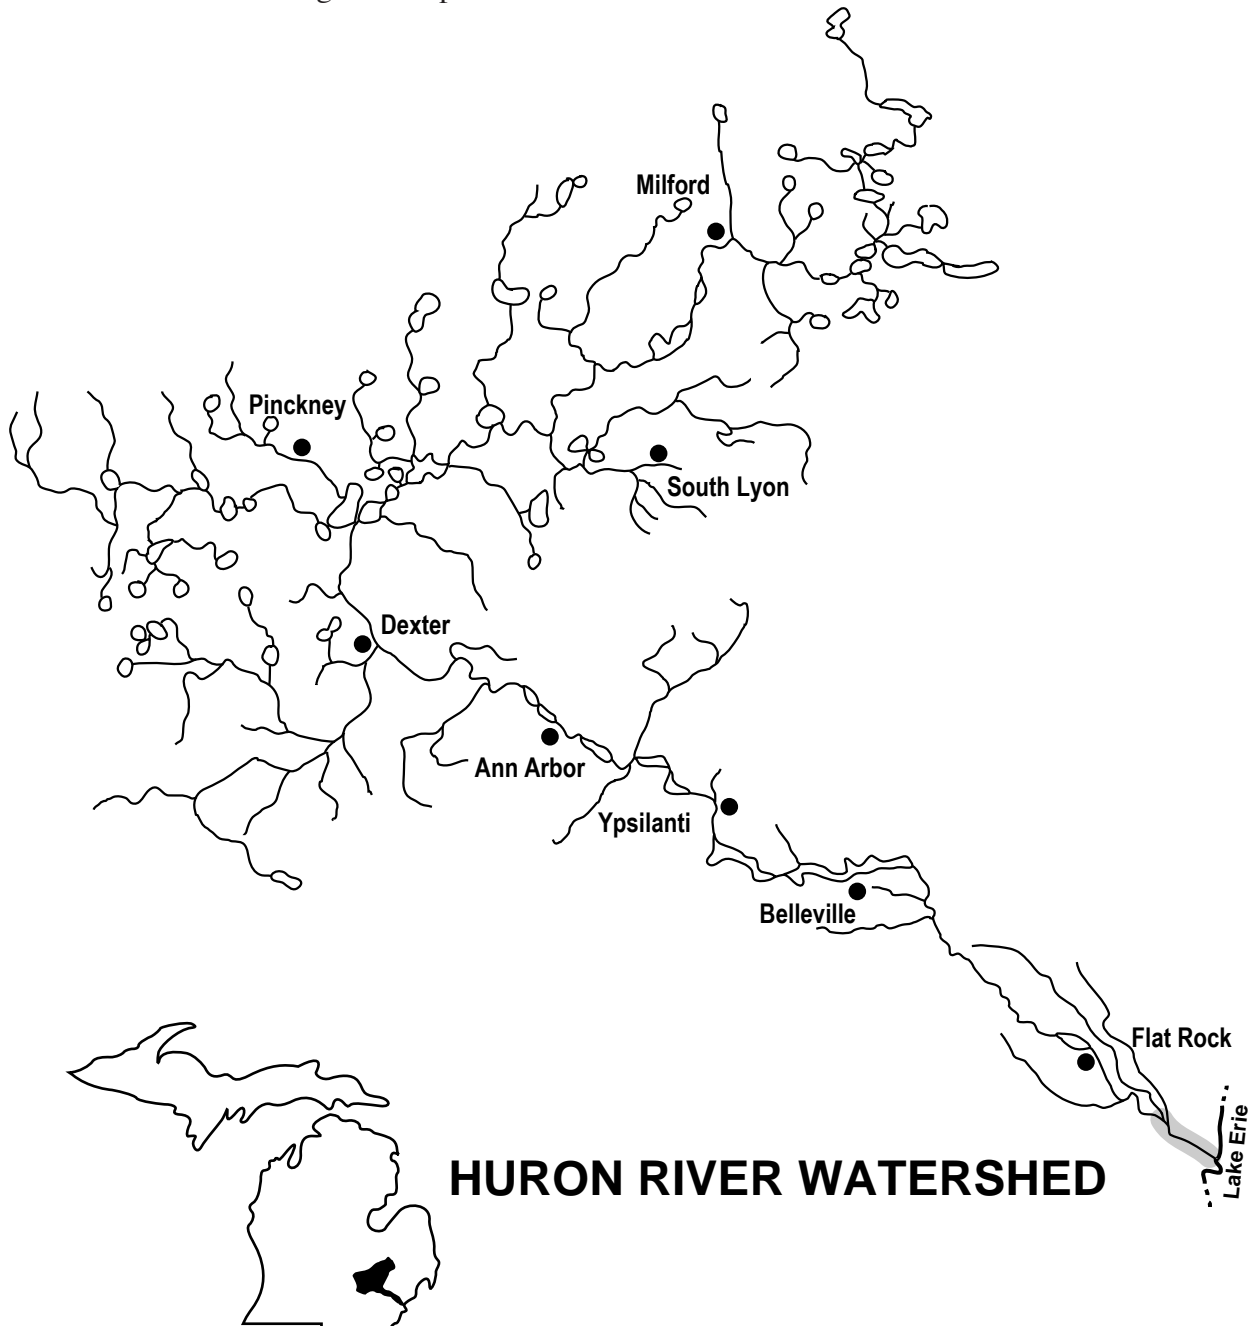 Milford
Pinckney
South Lyon
Dexter
Ann Arbor
Ypsilanti
Belleville
Flat Rock
Lake Erie
HURON RIVER WATERSHED